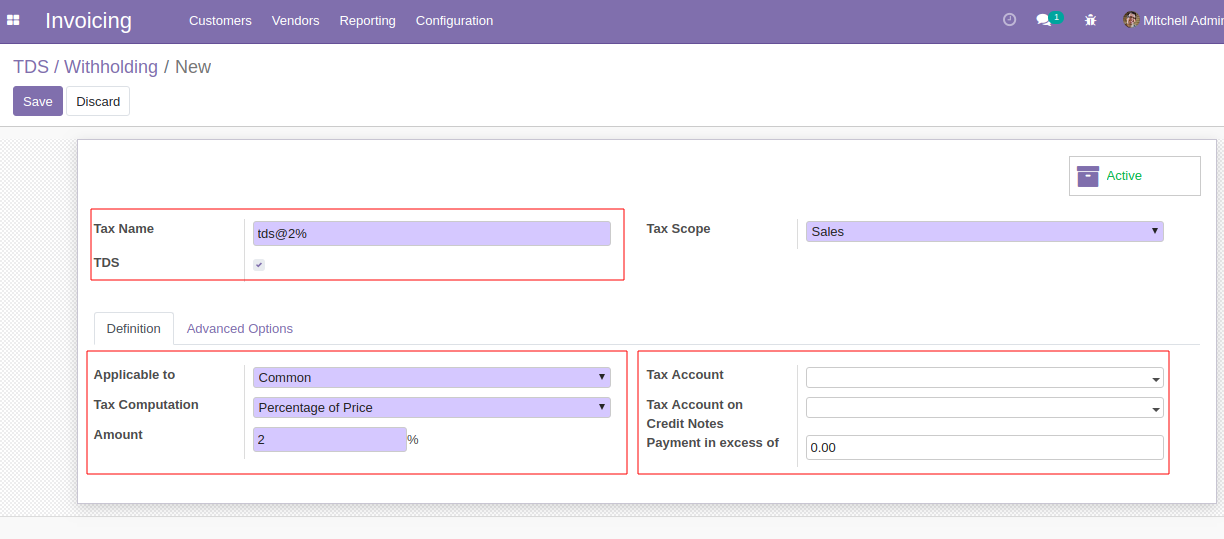 Invoicing Customers Vendors Reporting Configuration 1 Mitchell Admi
TDS / Withholding / New
Save Discard
Active
Tax Name tds@2% Tax Scope Sales
TDS
Definition Advanced Options
Applicable to Common Tax Account
Tax Computation Percentage of Price Tax Account on
Credit Notes
Amount 2 % Payment in excess of 0.00